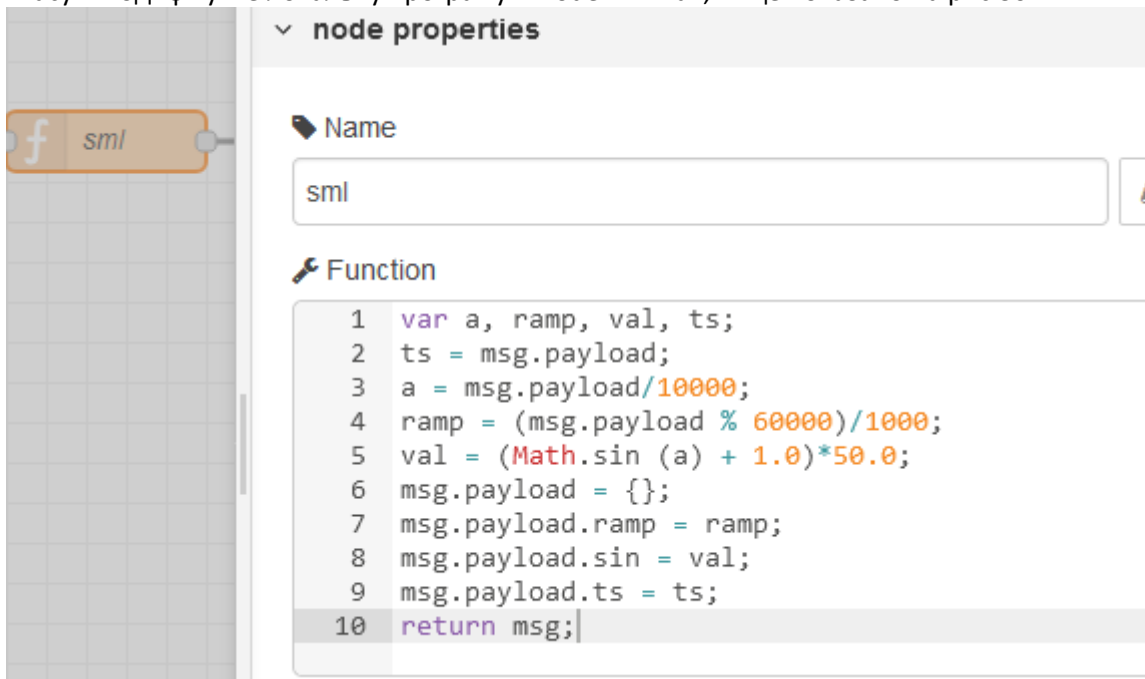 node properties
Name
sml
sml
Function
1 var a, ramp, val, ts;
2 ts = msg.payload;
3 a = msg.payload/10000;
4 ramp = (msg.payload % 60000)/1000;
5 val = (Math.sin (a) + 1.0)*50.0;
6 msg.payload = {};
7 msg.payload.ramp = ramp;
8 msg.payload.sin = val;
9 msg.payload.ts = ts;
10 return msg;